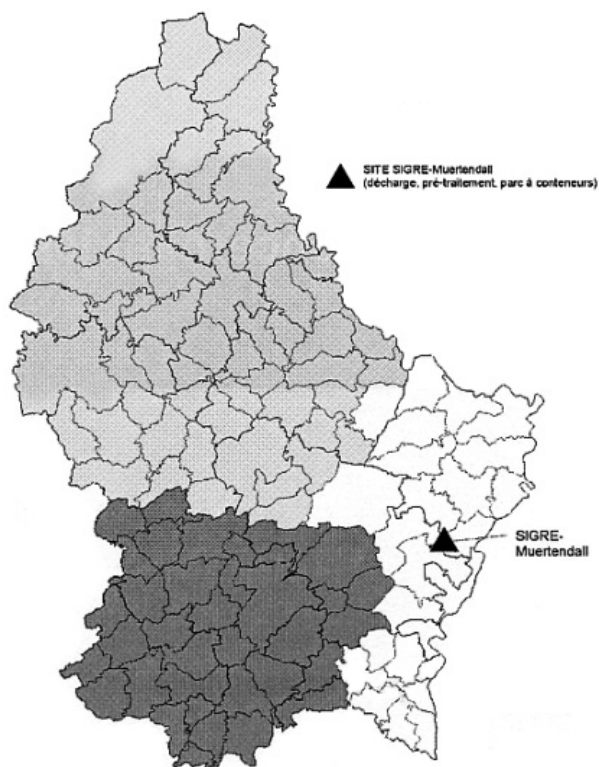 SITE SIGRE-Muertendall
(décharge, pré-traitement, parc à conteneurs)
SIGRE-
Muertendall